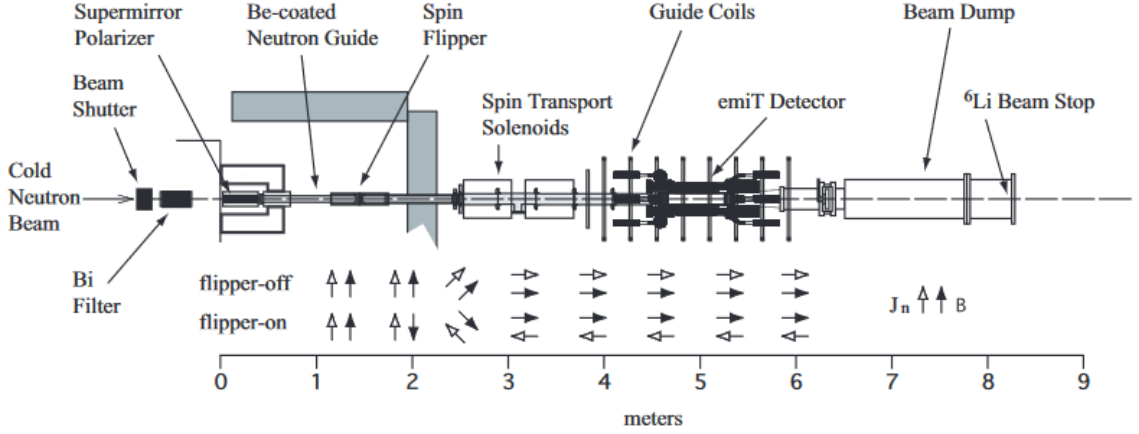 Supermirror
Polarizer
Be-coated
Neutron Guide
Spin
Flipper
Guide Coils
Beam Dump
Beam
Shutter
Spin Transport
Solenoids
emiT Detector
⁶Li Beam Stop
Cold
Neutron
Beam
Bi
Filter
flipper-off
flipper-on
Jn B
0 1 2 3 4 5 6 7 8 9
meters